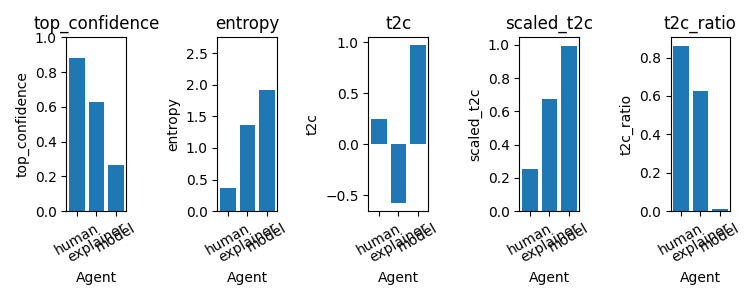 top_confidence
top_confidence
1.0
0.8
0.6
0.4
0.2
0.0
human
explainer
model
Agent
entropy
entropy
2.5
2.0
1.5
1.0
0.5
0.0
human
explainer
model
Agent
t2c
t2c
1.0
0.5
0.0
−0.5
human
explainer
model
Agent
scaled_t2c
scaled_t2c
1.0
0.8
0.6
0.4
0.2
0.0
human
explainer
model
Agent
t2c_ratio
t2c_ratio
0.8
0.6
0.4
0.2
0.0
human
explainer
model
Agent